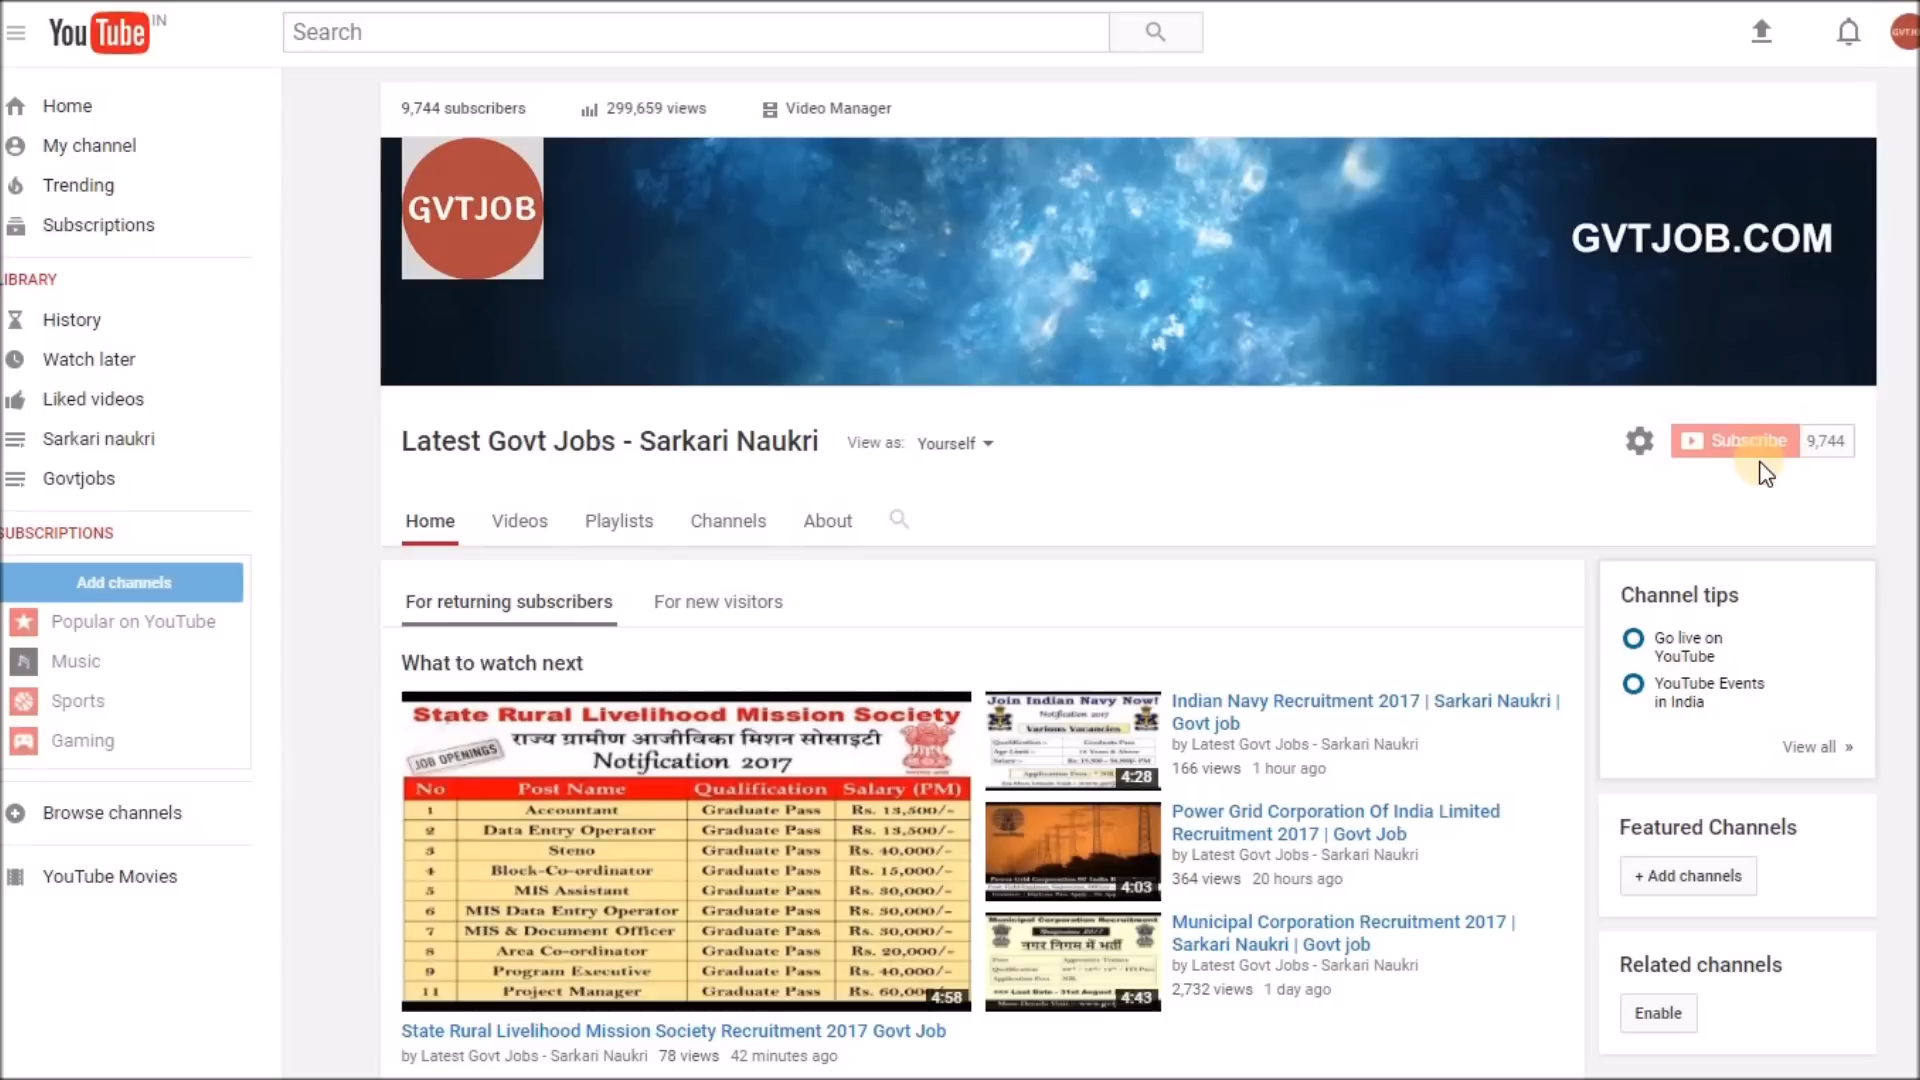 YouTube IN
Search
Home
My channel
Trending
Subscriptions
IBRARY
History
Watch later
Liked videos
Sarkari naukri
Govtjobs
SUBSCRIPTIONS
Add channels
Popular on YouTube
Music
Sports
Gaming
Browse channels
YouTube Movies
9,744 subscribers
299,659 views
Video Manager
GVTJOB
GVTJOB.COM
Latest Govt Jobs - Sarkari Naukri
View as: Yourself
Subscribe 9,744
Home Videos Playlists Channels About
For returning subscribers For new visitors
What to watch next
State Rural Livelihood Mission Society
राज्य ग्रामीण आजीविका मिशन सोसाइटी
JOB OPENINGS
Notification 2017
No Post Name Qualification Salary (PM)
1 Accountant Graduate Pass Rs. 13,500/-
2 Data Entry Operator Graduate Pass Rs. 13,500/-
3 Steno Graduate Pass Rs. 40,000/-
4 Block-Co-ordinator Graduate Pass Rs. 15,000/-
5 MIS Assistant Graduate Pass Rs. 30,000/-
6 MIS Data Entry Operator Graduate Pass Rs. 30,000/-
7 MIS & Document Officer Graduate Pass Rs. 30,000/-
8 Area Co-ordinator Graduate Pass Rs. 20,000/-
9 Program Executive Graduate Pass Rs. 40,000/-
11 Project Manager Graduate Pass Rs. 60,00
4:58
State Rural Livelihood Mission Society Recruitment 2017 Govt Job
by Latest Govt Jobs - Sarkari Naukri 78 views 42 minutes ago
Join Indian Navy Now!
Notification 2017
Various Vacancies
4:28
Indian Navy Recruitment 2017 | Sarkari Naukri |
Govt job
by Latest Govt Jobs - Sarkari Naukri
166 views 1 hour ago
4:03
Power Grid Corporation Of India Limited
Recruitment 2017 | Govt Job
by Latest Govt Jobs - Sarkari Naukri
364 views 20 hours ago
Municipal Corporation Recruitment
नगर निगम में भर्ती
4:43
Municipal Corporation Recruitment 2017 |
Sarkari Naukri | Govt job
by Latest Govt Jobs - Sarkari Naukri
2,732 views 1 day ago
Channel tips
Go live on
YouTube
YouTube Events
in India
View all »
Featured Channels
+ Add channels
Related channels
Enable